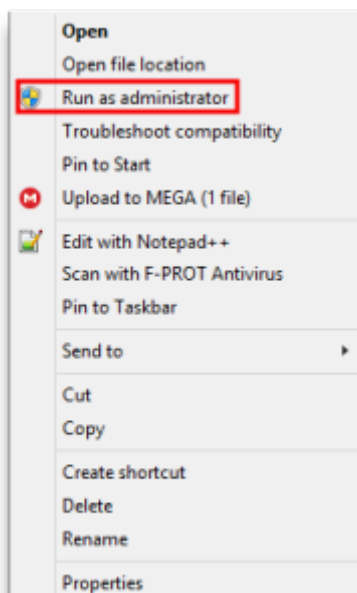 Open
Open file location
Run as administrator
Troubleshoot compatibility
Pin to Start
Upload to MEGA (1 file)
Edit with Notepad++
Scan with F-PROT Antivirus
Pin to Taskbar
Send to
Cut
Copy
Create shortcut
Delete
Rename
Properties